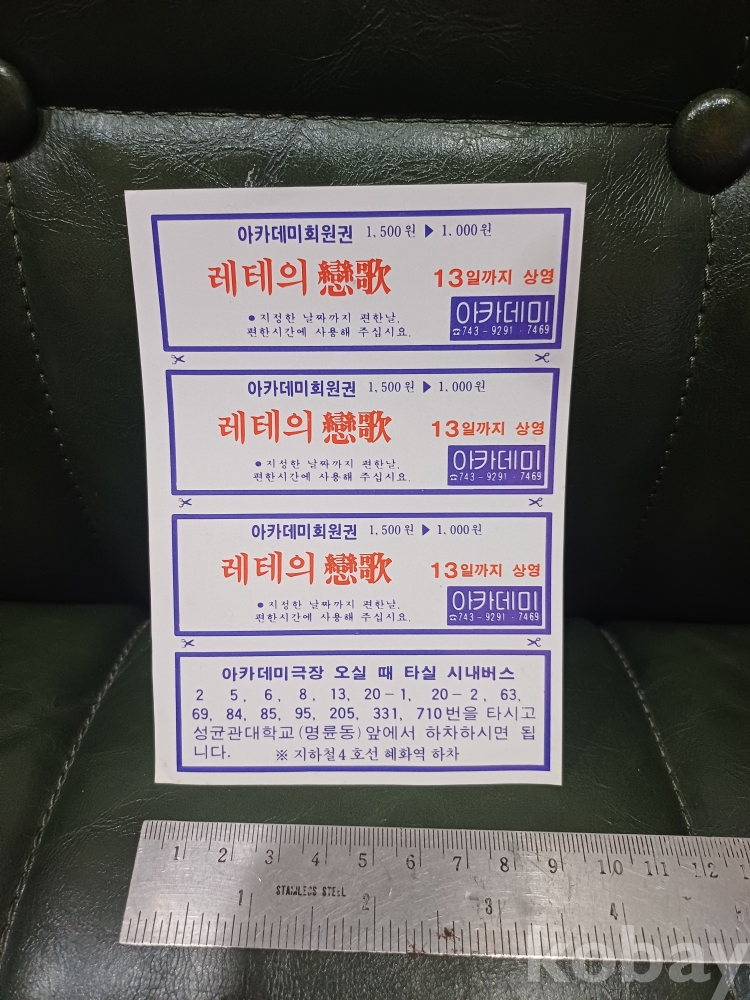 아카데미회원권 1,500원 ▶ 1,000원
레테의 戀歌 13일까지 상영
● 지정한 날짜까지 편한날,
편한시간에 사용해 주십시요.
아카데미
☎743-9291·7469
아카데미회원권 1,500원 ▶ 1,000원
레테의 戀歌 13일까지 상영
● 지정한 날짜까지 편한날,
편한시간에 사용해 주십시요.
아카데미
☎743-9291·7469
아카데미회원권 1,500원 ▶ 1,000원
레테의 戀歌 13일까지 상영
● 지정한 날짜까지 편한날,
편한시간에 사용해 주십시요.
아카데미
☎743-9291·7469
아카데미극장 오실 때 타실 시내버스
2 5, 6, 8, 13, 20-1, 20-2, 63,
69, 84, 85, 95, 205, 331, 710번을 타시고
성균관대학교(명륜동) 앞에서 하차하시면 됩
니다. ※ 지하철4호선 혜화역 하차
1 2 3 4 5 6 7 8 9 10 11 12
STAINLESS STEEL
1 2 3 4
kobay